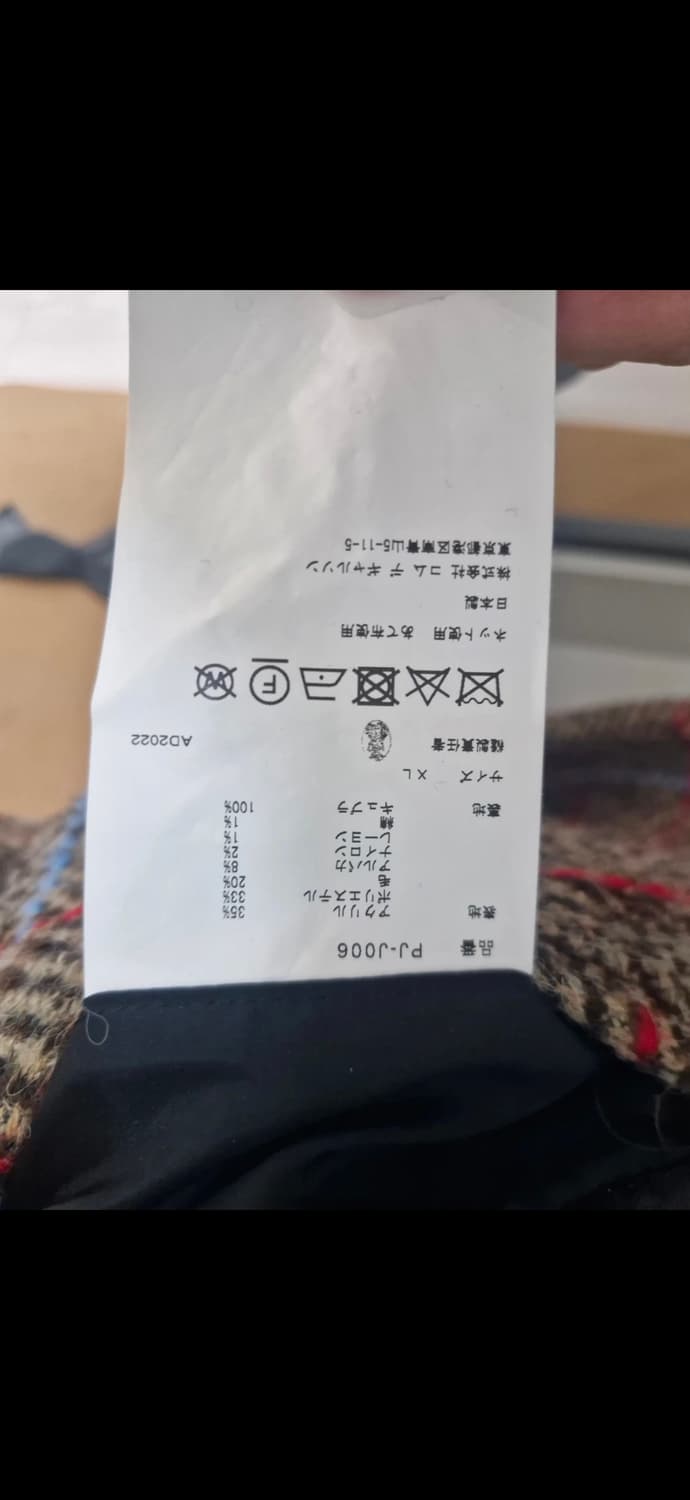 品番 PJ-J006
表地 アクリル 35%
ポリエステル 33%
毛 20%
アルパカ 8%
ナイロン 2%
レーヨン 1%
綿 1%
裏地 キュプラ 100%
サイズ XL
縫製責任者 AD2022
F W
ネット使用 あて布使用
日本製
株式会社 コム デ ギャルソン
東京都港区南青山5-11-5